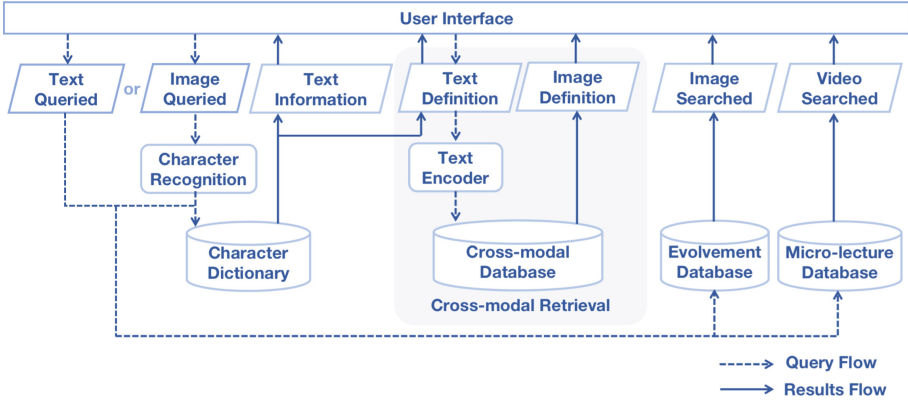 User Interface
Text
Queried
or
Image
Queried
Text
Information
Text
Definition
Image
Definition
Image
Searched
Video
Searched
Character
Recognition
Text
Encoder
Character
Dictionary
Cross-modal
Database
Evolvement
Database
Micro-lecture
Database
Cross-modal Retrieval
Query Flow
Results Flow